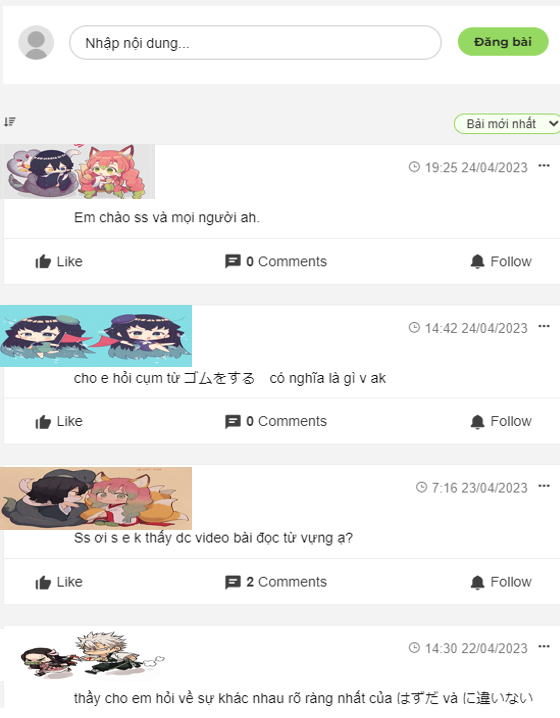 Nhập nội dung...
Đăng bài
Bài mới nhất
19:25 24/04/2023
Em chào ss và mọi người ah.
Like
0 Comments
Follow
14:42 24/04/2023
cho e hỏi cụm từ ゴムをする　có nghĩa là gì v ak
Like
0 Comments
Follow
7:16 23/04/2023
Ss ơi s e k thấy dc video bài đọc từ vựng ạ?
Like
2 Comments
Follow
14:30 22/04/2023
thầy cho em hỏi về sự khác nhau rõ ràng nhất của はずだ và に違いない